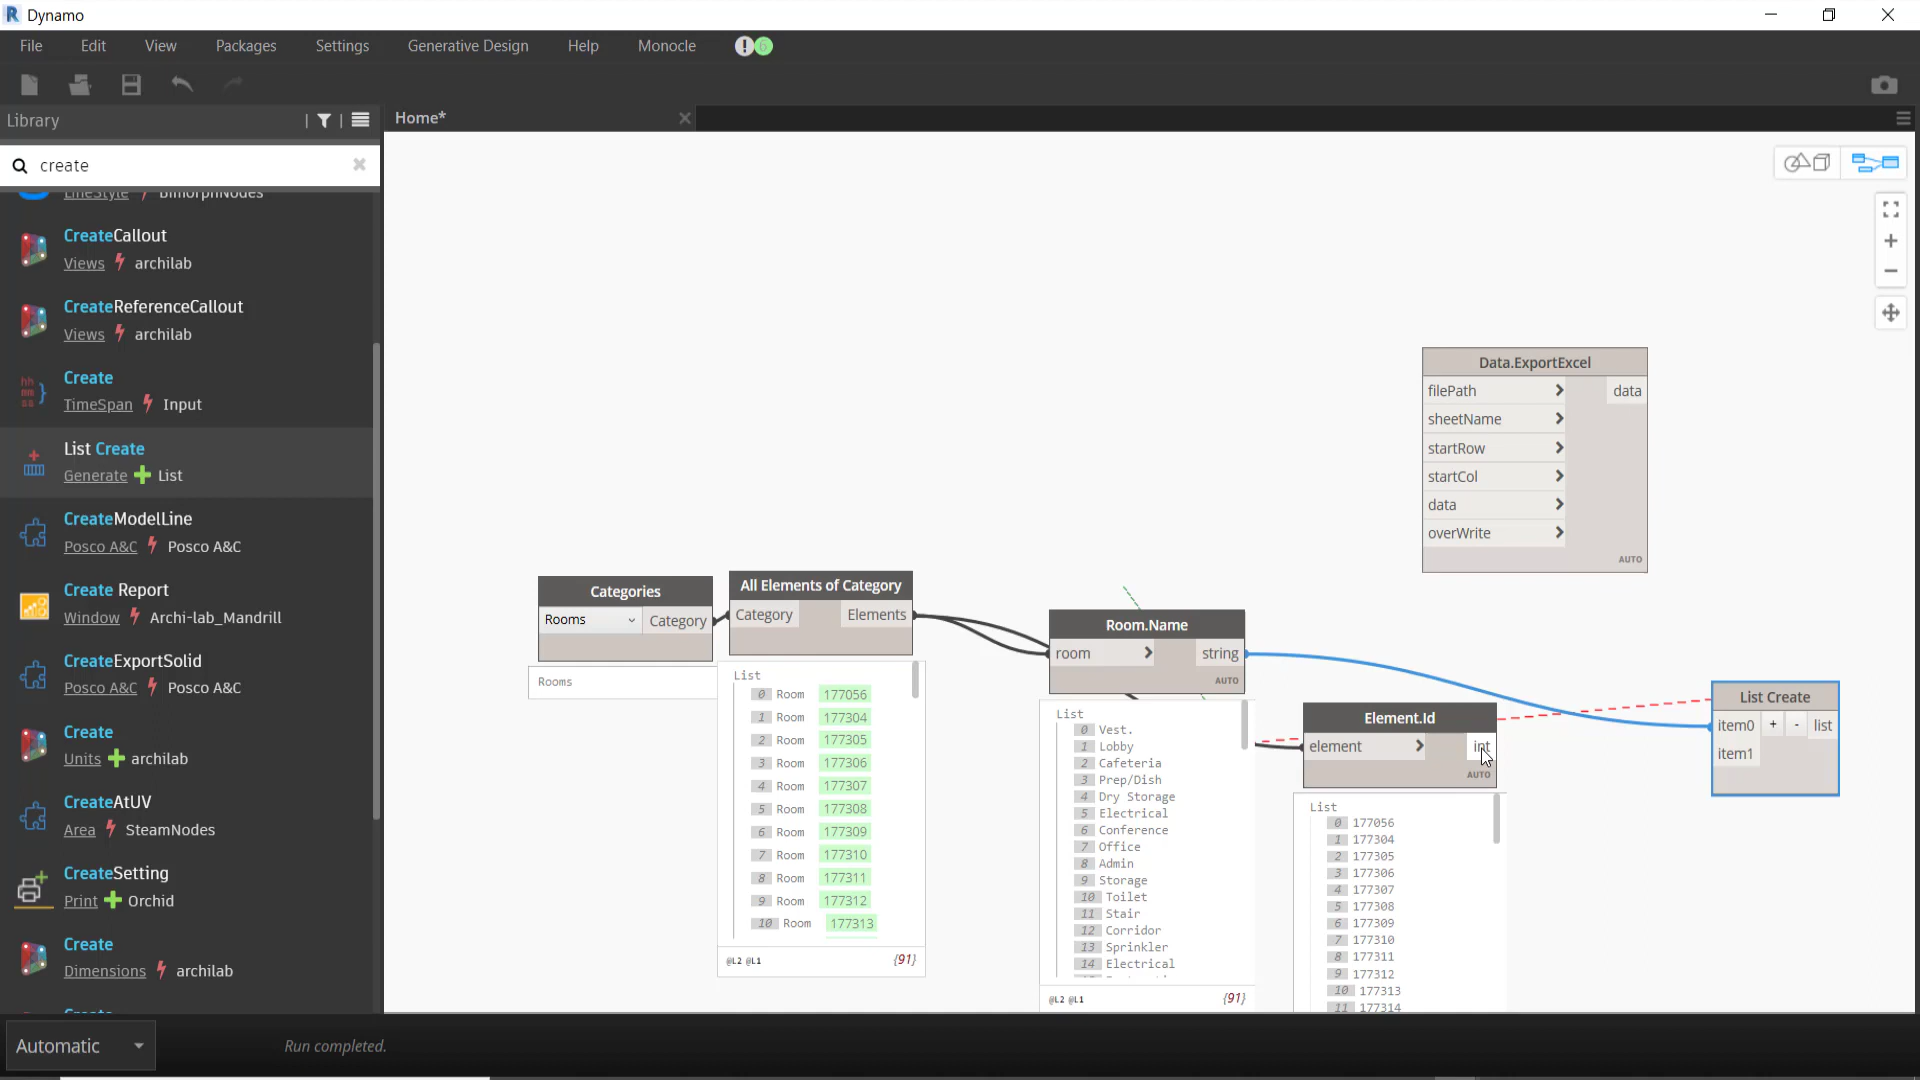 Dynamo
File Edit View Packages Settings Generative Design Help Monocle ! 6
Library
Home*
create
LineStyle BimorphNodes
CreateCallout
Views archilab
CreateReferenceCallout
Views archilab
Create
TimeSpan Input
List Create
Generate List
CreateModelLine
Posco A&C Posco A&C
Create Report
Window Archi-lab_Mandrill
CreateExportSolid
Posco A&C Posco A&C
Create
Units archilab
CreateAtUV
Area SteamNodes
CreateSetting
Print Orchid
Create
Dimensions archilab
Automatic
Run completed.
Categories
Rooms Category
Rooms
All Elements of Category
Category Elements
List
0 Room 177056
1 Room 177304
2 Room 177305
3 Room 177306
4 Room 177307
5 Room 177308
6 Room 177309
7 Room 177310
8 Room 177311
9 Room 177312
10 Room 177313
@L2 @L1 {91}
Room.Name
room > string
AUTO
List
0 Vest.
1 Lobby
2 Cafeteria
3 Prep/Dish
4 Dry Storage
5 Electrical
6 Conference
7 Office
8 Admin
9 Storage
10 Toilet
11 Stair
12 Corridor
13 Sprinkler
14 Electrical
@L2 @L1 {91}
Element.Id
element > int
AUTO
List
0 177056
1 177304
2 177305
3 177306
4 177307
5 177308
6 177309
7 177310
8 177311
9 177312
10 177313
11 177314
Data.ExportExcel
filePath > data
sheetName >
startRow >
startCol >
data >
overWrite >
AUTO
List Create
item0 + - list
item1